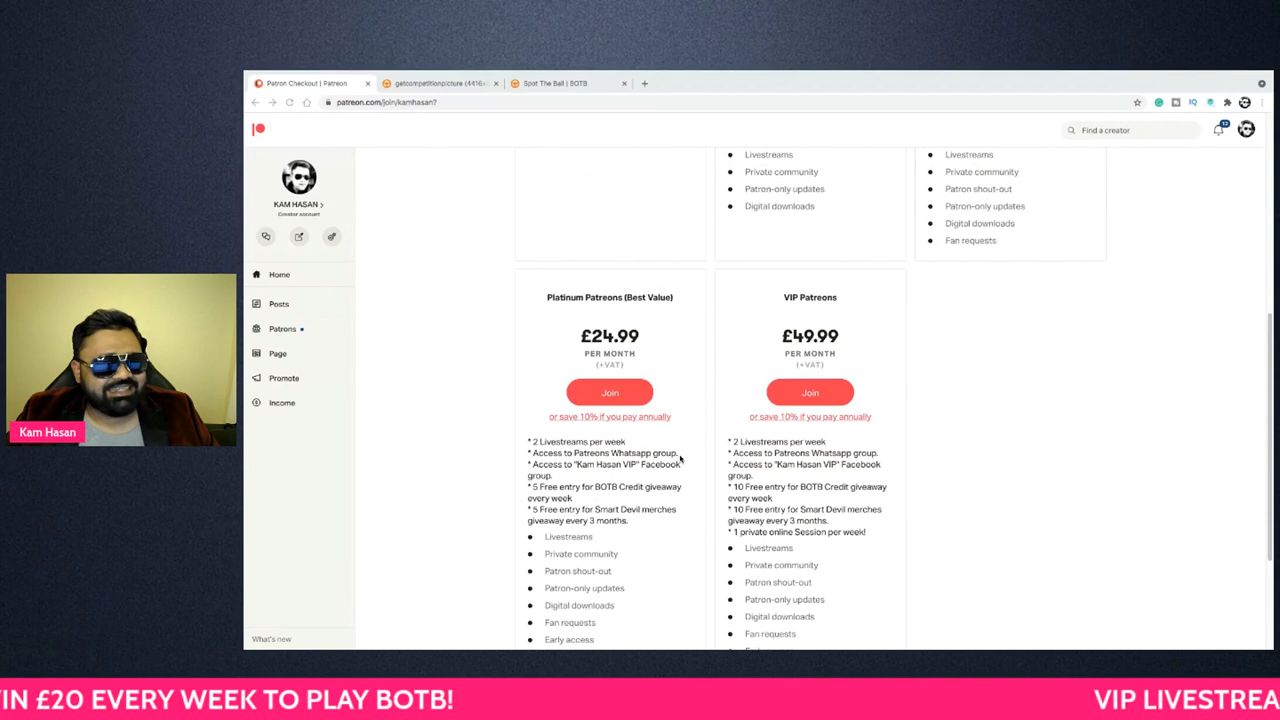 Patron Checkout | Patreon
getcompetitionpicture (4416×
Spot The Ball | BOTB
patreon.com/join/kamhasan?
Find a creator
12
KAM HASAN
Creator account
Home
Posts
Patrons
Page
Promote
Income
What's new
Livestreams
Private community
Patron-only updates
Digital downloads
Livestreams
Private community
Patron shout-out
Patron-only updates
Digital downloads
Fan requests
Platinum Patreons (Best Value)
£24.99
PER MONTH
(+VAT)
Join
or save 10% if you pay annually
* 2 Livestreams per week
* Access to Patreons Whatsapp group.
* Access to "Kam Hasan VIP" Facebook
group.
* 5 Free entry for BOTB Credit giveaway
every week
* 5 Free entry for Smart Devil merches
giveaway every 3 months.
Livestreams
Private community
Patron shout-out
Patron-only updates
Digital downloads
Fan requests
Early access
VIP Patreons
£49.99
PER MONTH
(+VAT)
Join
or save 10% if you pay annually
* 2 Livestreams per week
* Access to Patreons Whatsapp group.
* Access to "Kam Hasan VIP" Facebook
group.
* 10 Free entry for BOTB Credit giveaway
every week
* 10 Free entry for Smart Devil merches
giveaway every 3 months.
* 1 private online Session per week!
Livestreams
Private community
Patron shout-out
Patron-only updates
Digital downloads
Fan requests
Kam Hasan
IN £20 EVERY WEEK TO PLAY BOTB!
VIP LIVESTREA